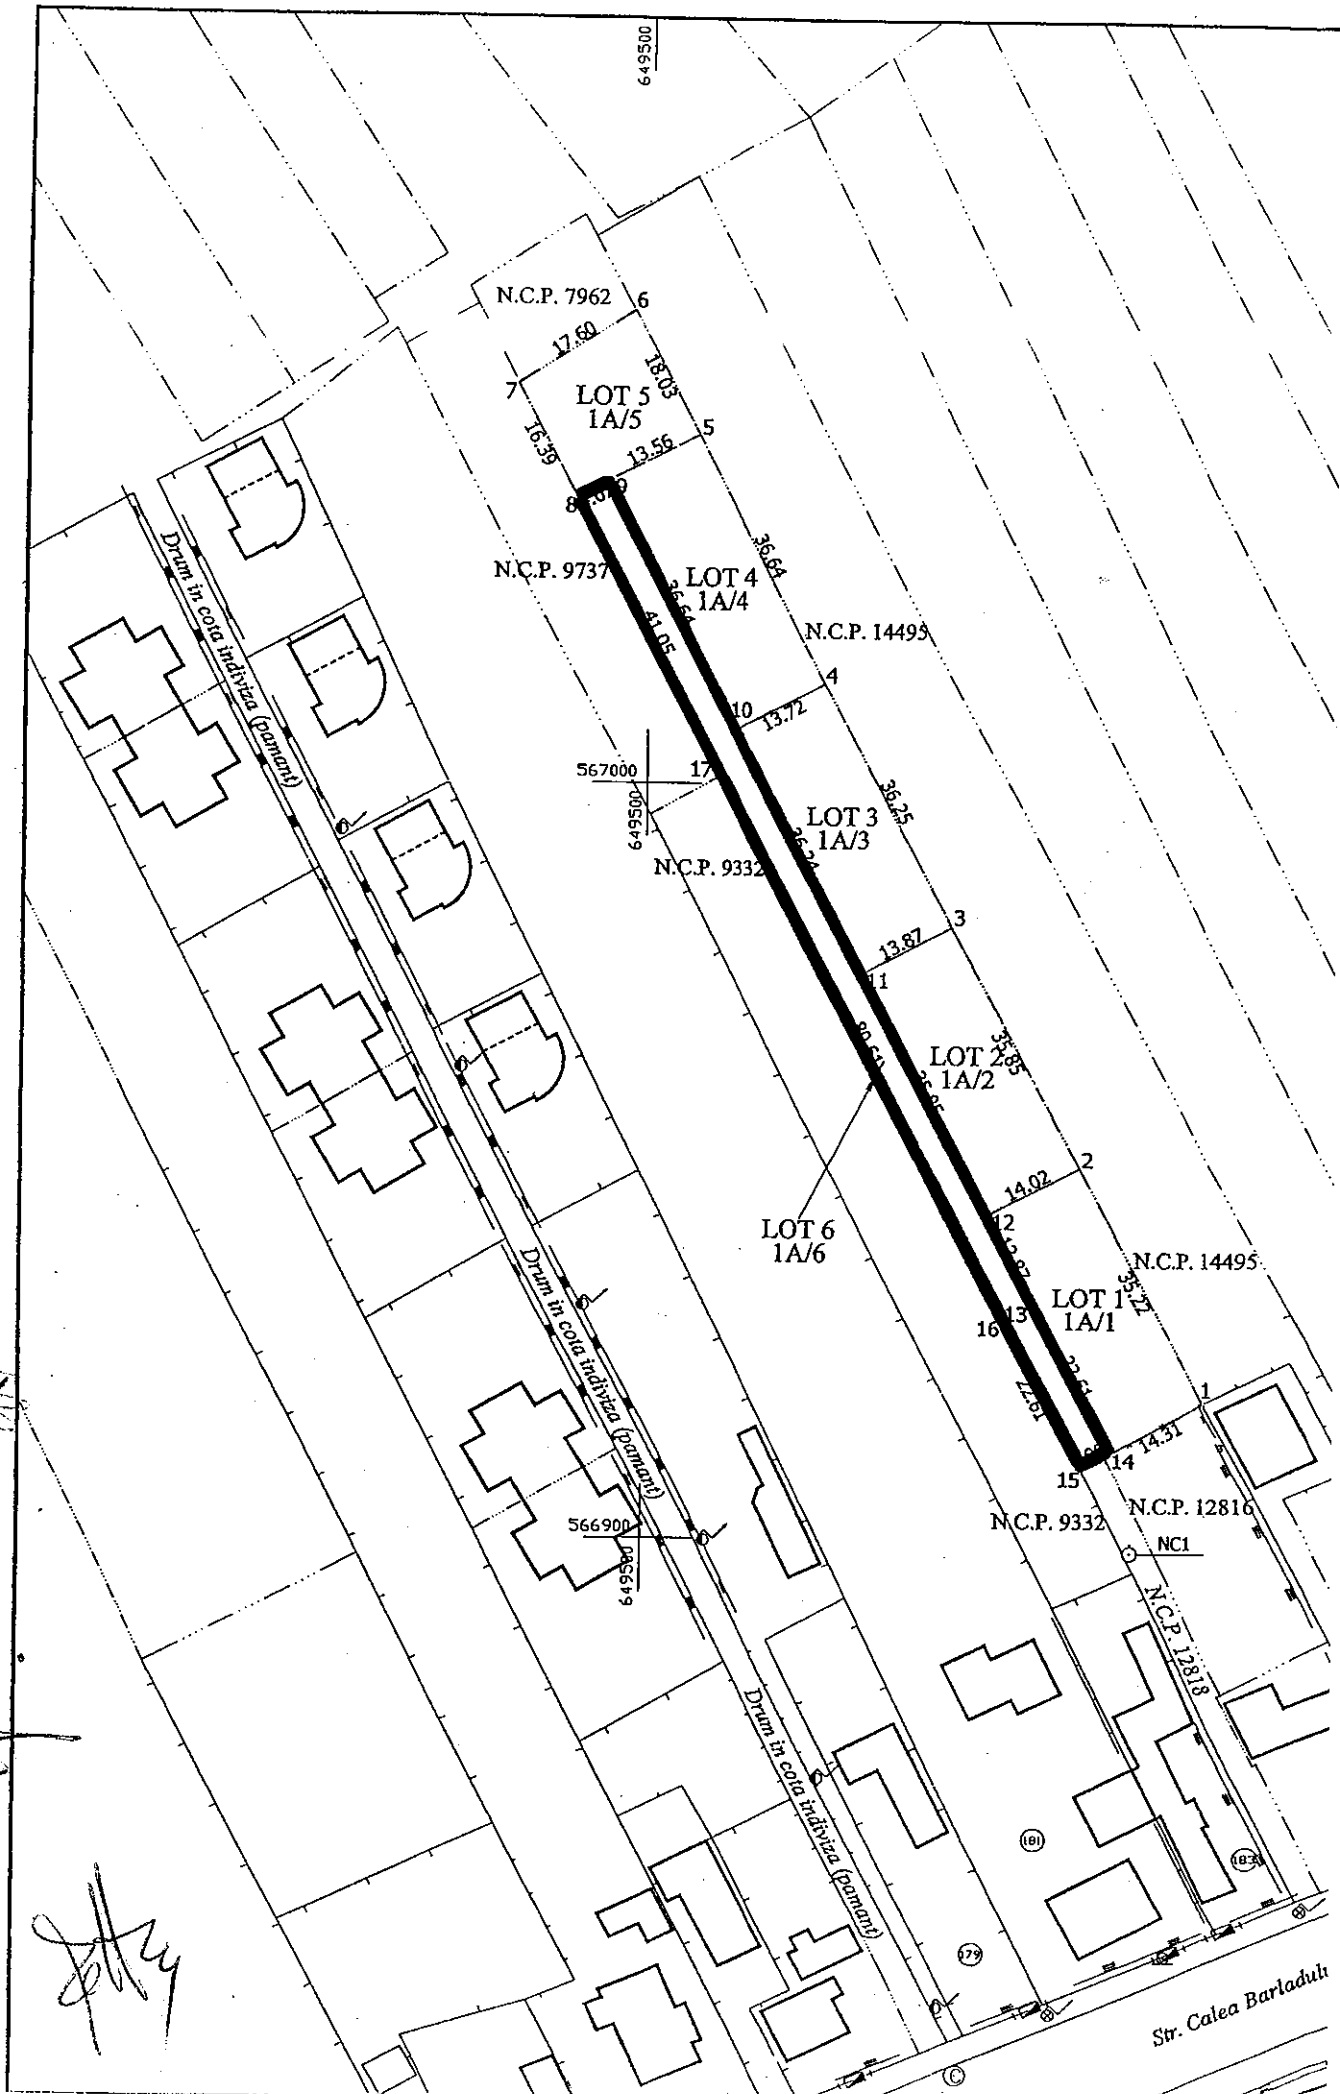 649500
N.C.P. 7962
6
17.60
7
18.03
LOT 5
1A/5
5
16.39
13.56
8
N.C.P. 9737
36.64
LOT 4
1A/4
36.64
41.05
N.C.P. 14495
4
10
13.72
567000
17
649500
36.25
LOT 3
1A/3
N.C.P. 9332
3
13.87
11
35.85
LOT 2
1A/2
2
14.02
12
LOT 6
1A/6
N.C.P. 14495
35.22
LOT 1
1A/1
13
16
22.61
1
14.31
14
15
N.C.P. 9332
N.C.P. 12816
NC1
N.C.P. 12818
566900
649500
Drum in cota indiviza (pamant)
Drum in cota indiviza (pamant)
Drum in cota indiviza (pamant)
181
183
179
Str. Calea Barladului
C